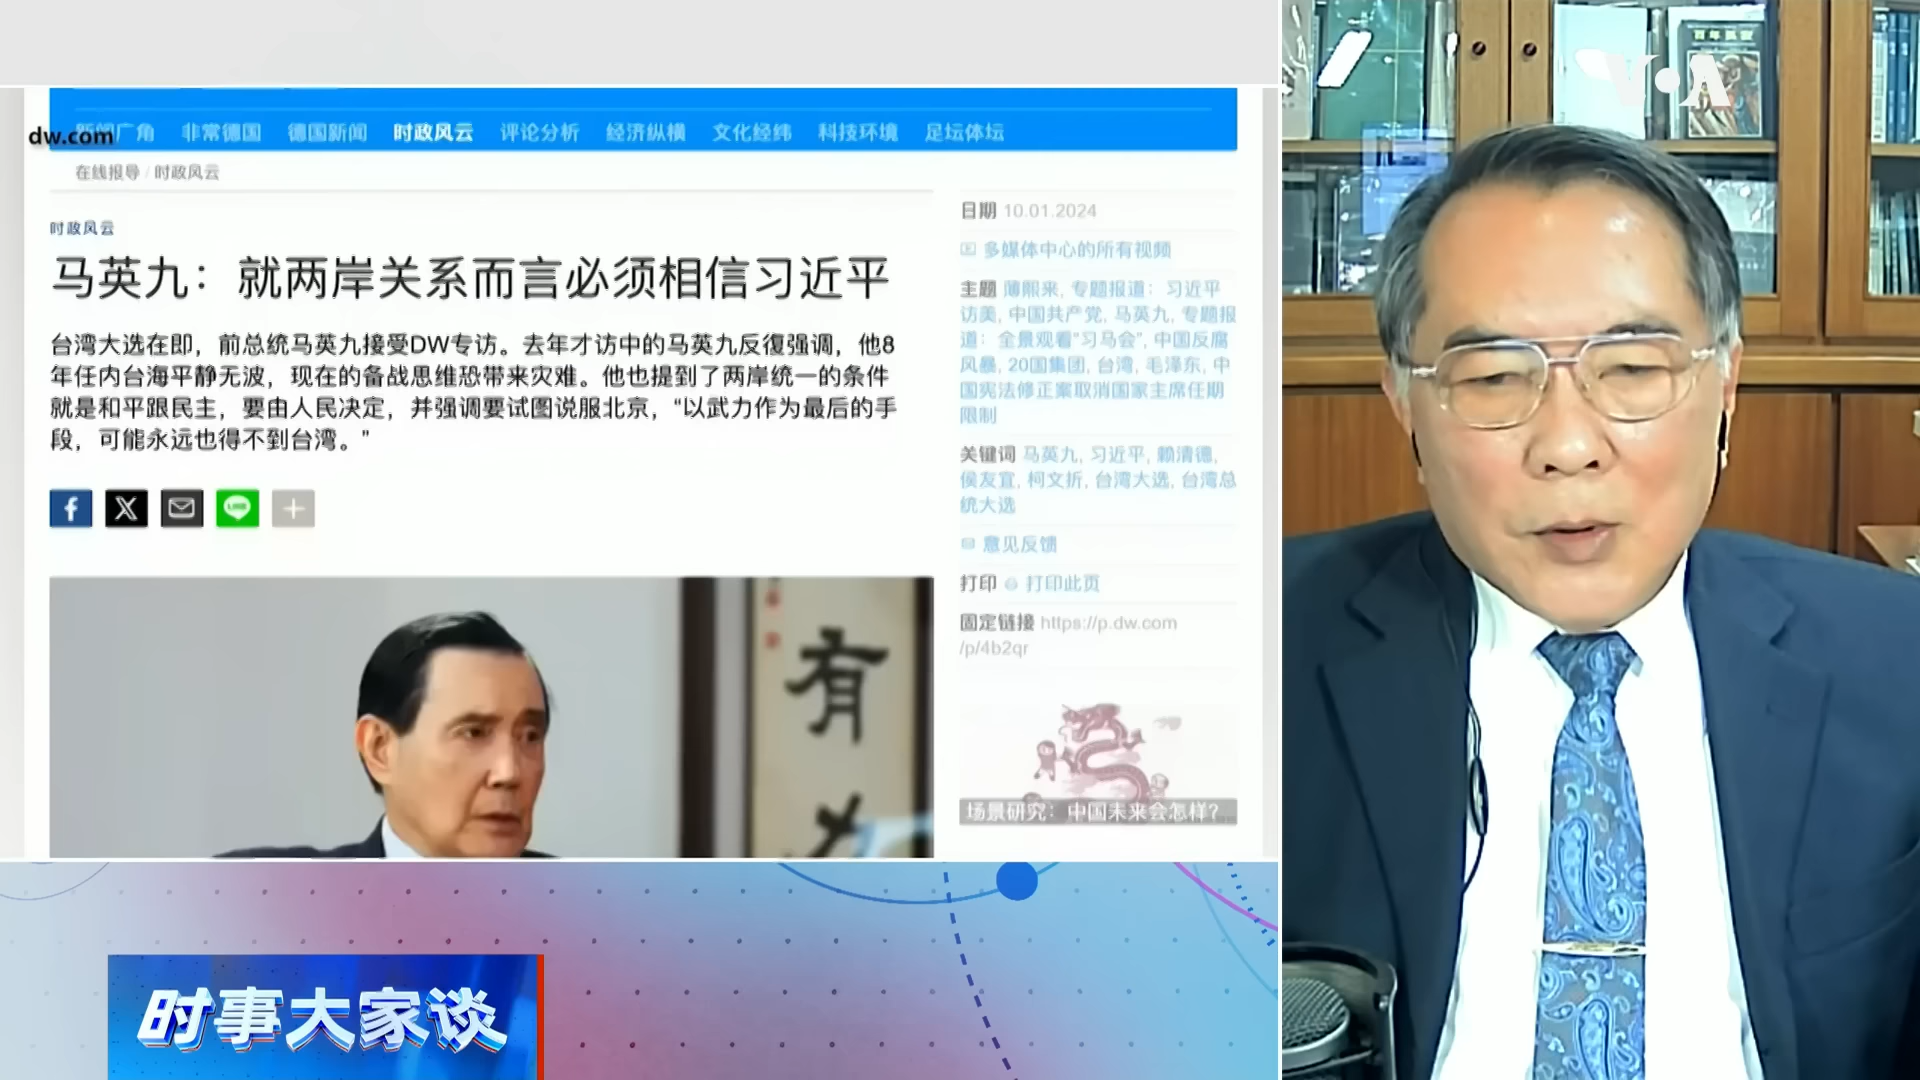 dw.com
广角 非常德国 德国新闻 时政风云 评论分析 经济纵横 文化经纬 科技环境 足坛体坛
在线报导 / 时政风云
时政风云
马英九：就两岸关系而言必须相信习近平
台湾大选在即，前总统马英九接受DW专访。去年才访中的马英九反復强调，他8
年任内台海平静无波，现在的备战思维恐带来灾难。他也提到了两岸统一的条件
就是和平跟民主，要由人民决定，并强调要试图说服北京，“以武力作为最后的手
段，可能永远也得不到台湾。”
日期 10.01.2024
多媒体中心的所有视频
主题 薄熙来, 专题报道：习近平
访美, 中国共产党, 马英九, 专题报
道：全景观看“习马会”, 中国反腐
风暴, 20国集团, 台湾, 毛泽东, 中
国宪法修正案取消国家主席任期
限制
关键词 马英九, 习近平, 赖清德,
侯友宜, 柯文折, 台湾大选, 台湾总
统大选
意见反馈
打印 打印此页
固定链接 https://p.dw.com
/p/4b2qr
场景研究：中国未来会怎样？
有
时事大家谈
VOA